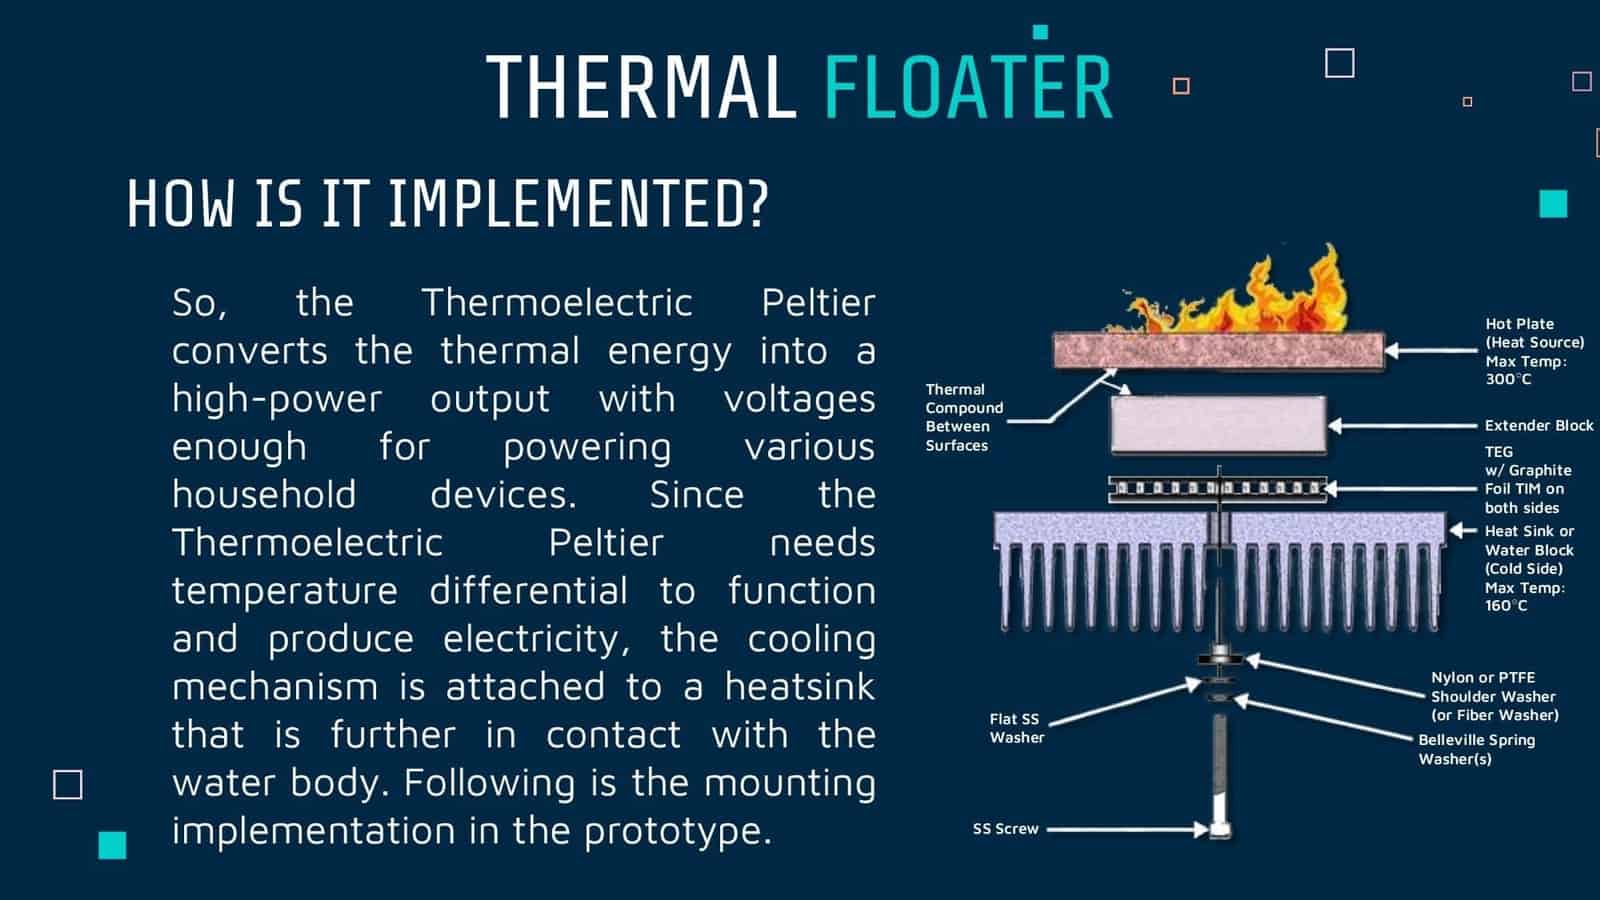 THERMAL FLOATER
HOW IS IT IMPLEMENTED?
So, the Thermoelectric Peltier
converts the thermal energy into a
high-power output with voltages
enough for powering various
household devices. Since the
Thermoelectric Peltier needs
temperature differential to function
and produce electricity, the cooling
mechanism is attached to a heatsink
that is further in contact with the
water body. Following is the mounting
implementation in the prototype.
Hot Plate
(Heat Source)
Max Temp:
300°C
Thermal
Compound
Between
Surfaces
Extender Block
TEG
w/ Graphite
Foil TIM on
both sides
Heat Sink or
Water Block
(Cold Side)
Max Temp:
160°C
Nylon or PTFE
Shoulder Washer
(or Fiber Washer)
Flat SS
Washer
Belleville Spring
Washer(s)
SS Screw